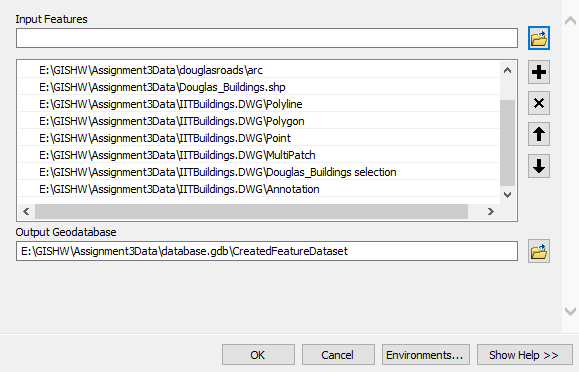 Input Features
E:\GISHW\Assignment3Data\douglasroads\arc
E:\GISHW\Assignment3Data\Douglas_Buildings.shp
E:\GISHW\Assignment3Data\IITBuildings.DWG\Polyline
E:\GISHW\Assignment3Data\IITBuildings.DWG\Polygon
E:\GISHW\Assignment3Data\IITBuildings.DWG\Point
E:\GISHW\Assignment3Data\IITBuildings.DWG\MultiPatch
E:\GISHW\Assignment3Data\IITBuildings.DWG\Douglas_Buildings selection
E:\GISHW\Assignment3Data\IITBuildings.DWG\Annotation
Output Geodatabase
E:\GISHW\Assignment3Data\database.gdb\CreatedFeatureDataset
OK Cancel Environments... Show Help >>